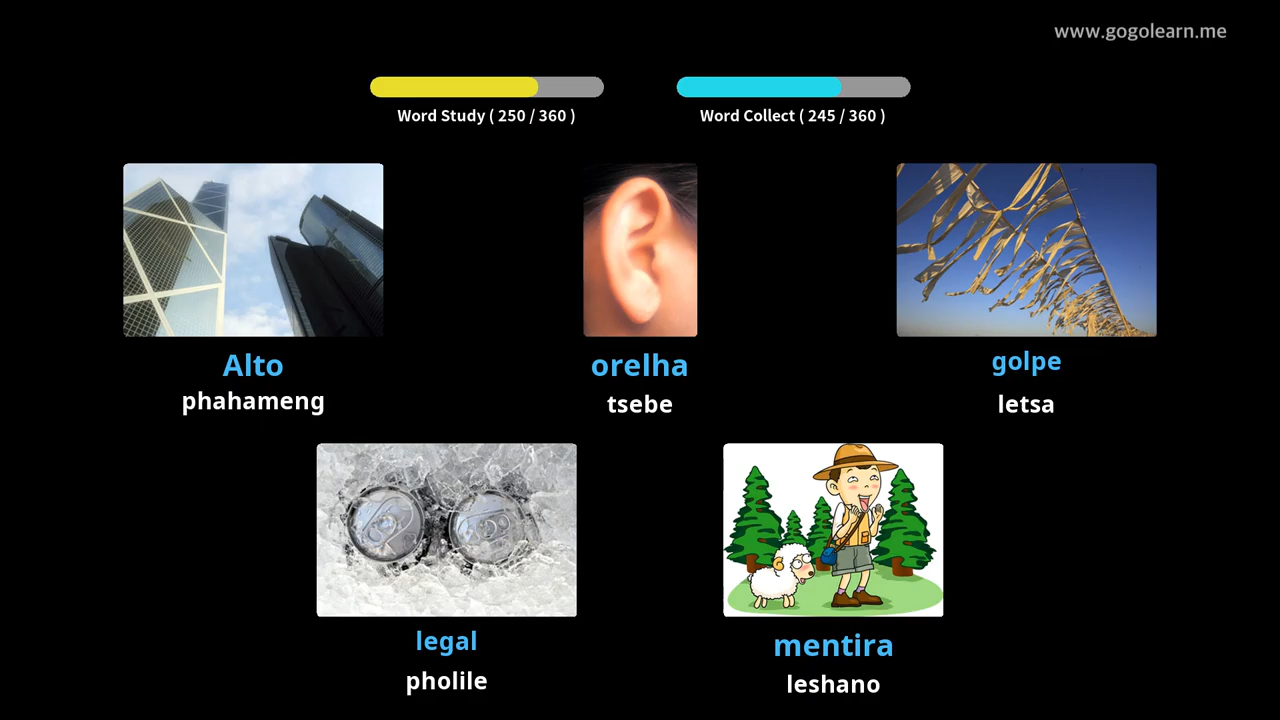 www.gogolearn.me
Word Study ( 250 / 360 )
Word Collect ( 245 / 360 )
Alto
phahameng
orelha
tsebe
golpe
letsa
legal
pholile
mentira
leshano